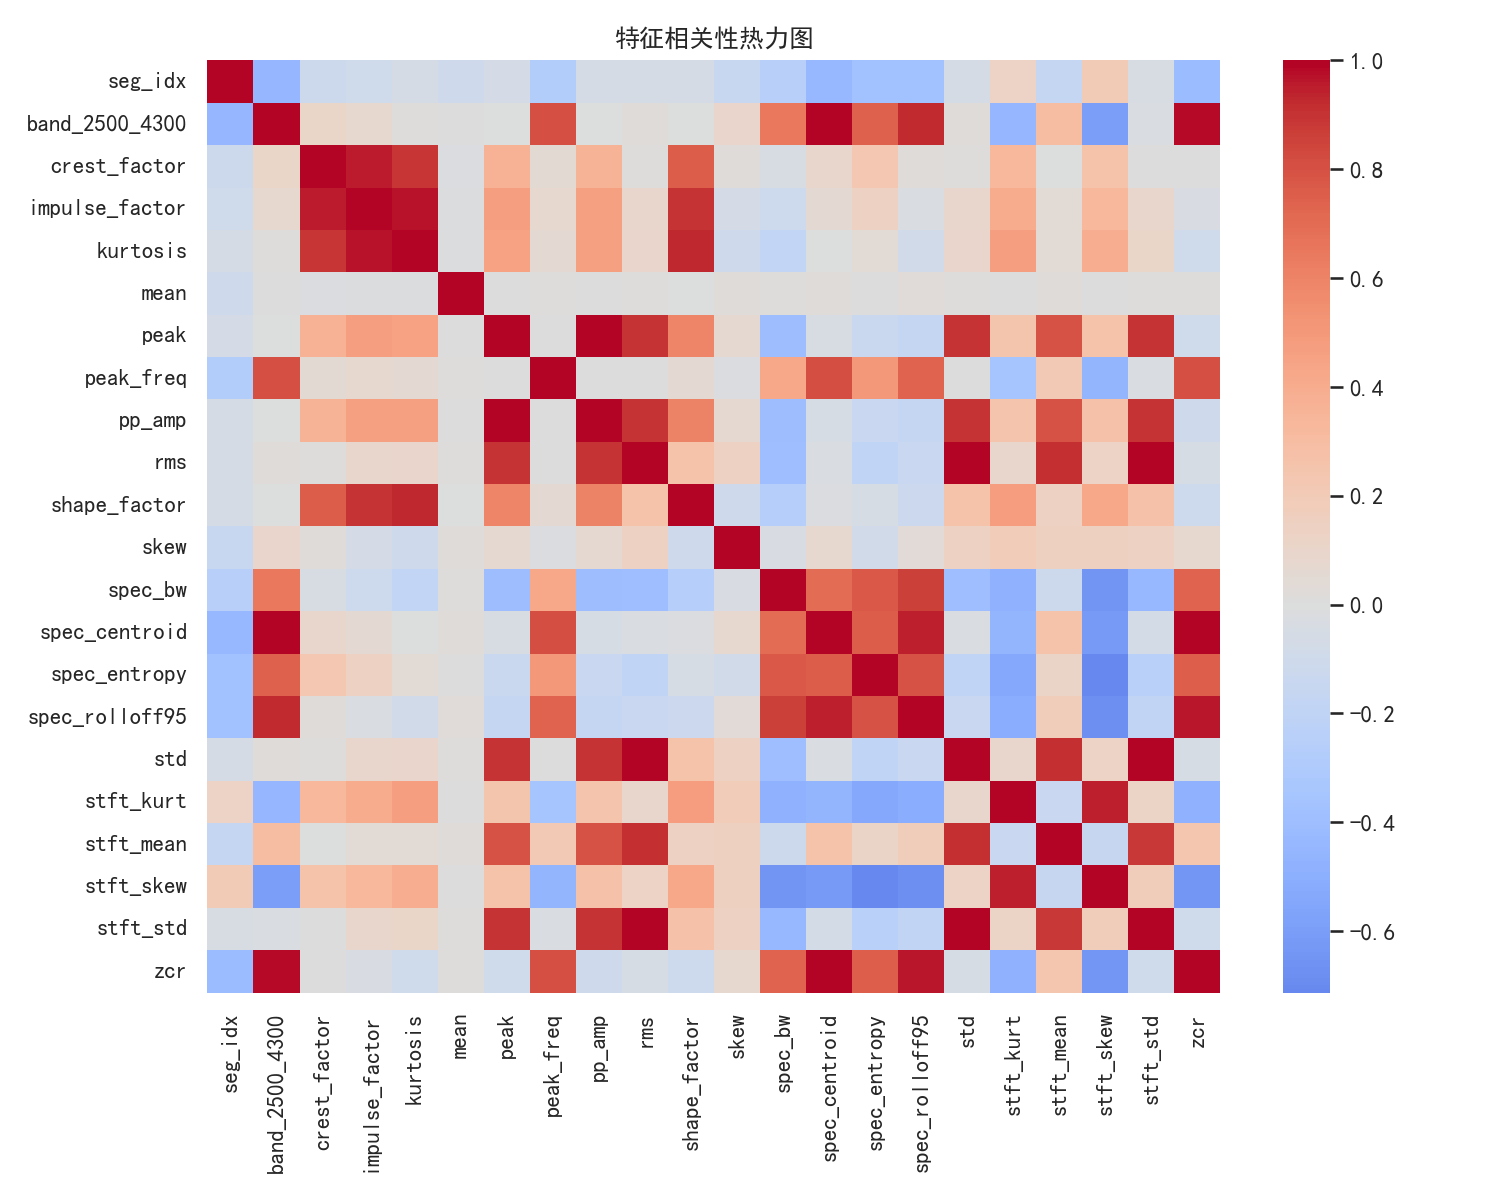 特征相关性热力图
seg_idx
band_2500_4300
crest_factor
impulse_factor
kurtosis
mean
peak
peak_freq
pp_amp
rms
shape_factor
skew
spec_bw
spec_centroid
spec_entropy
spec_rolloff95
std
stft_kurt
stft_mean
stft_skew
stft_std
zcr
seg_idx
band_2500_4300
crest_factor
impulse_factor
kurtosis
mean
peak
peak_freq
pp_amp
rms
shape_factor
skew
spec_bw
spec_centroid
spec_entropy
spec_rolloff95
std
stft_kurt
stft_mean
stft_skew
stft_std
zcr
1.0
0.8
0.6
0.4
0.2
0.0
−0.2
−0.4
−0.6